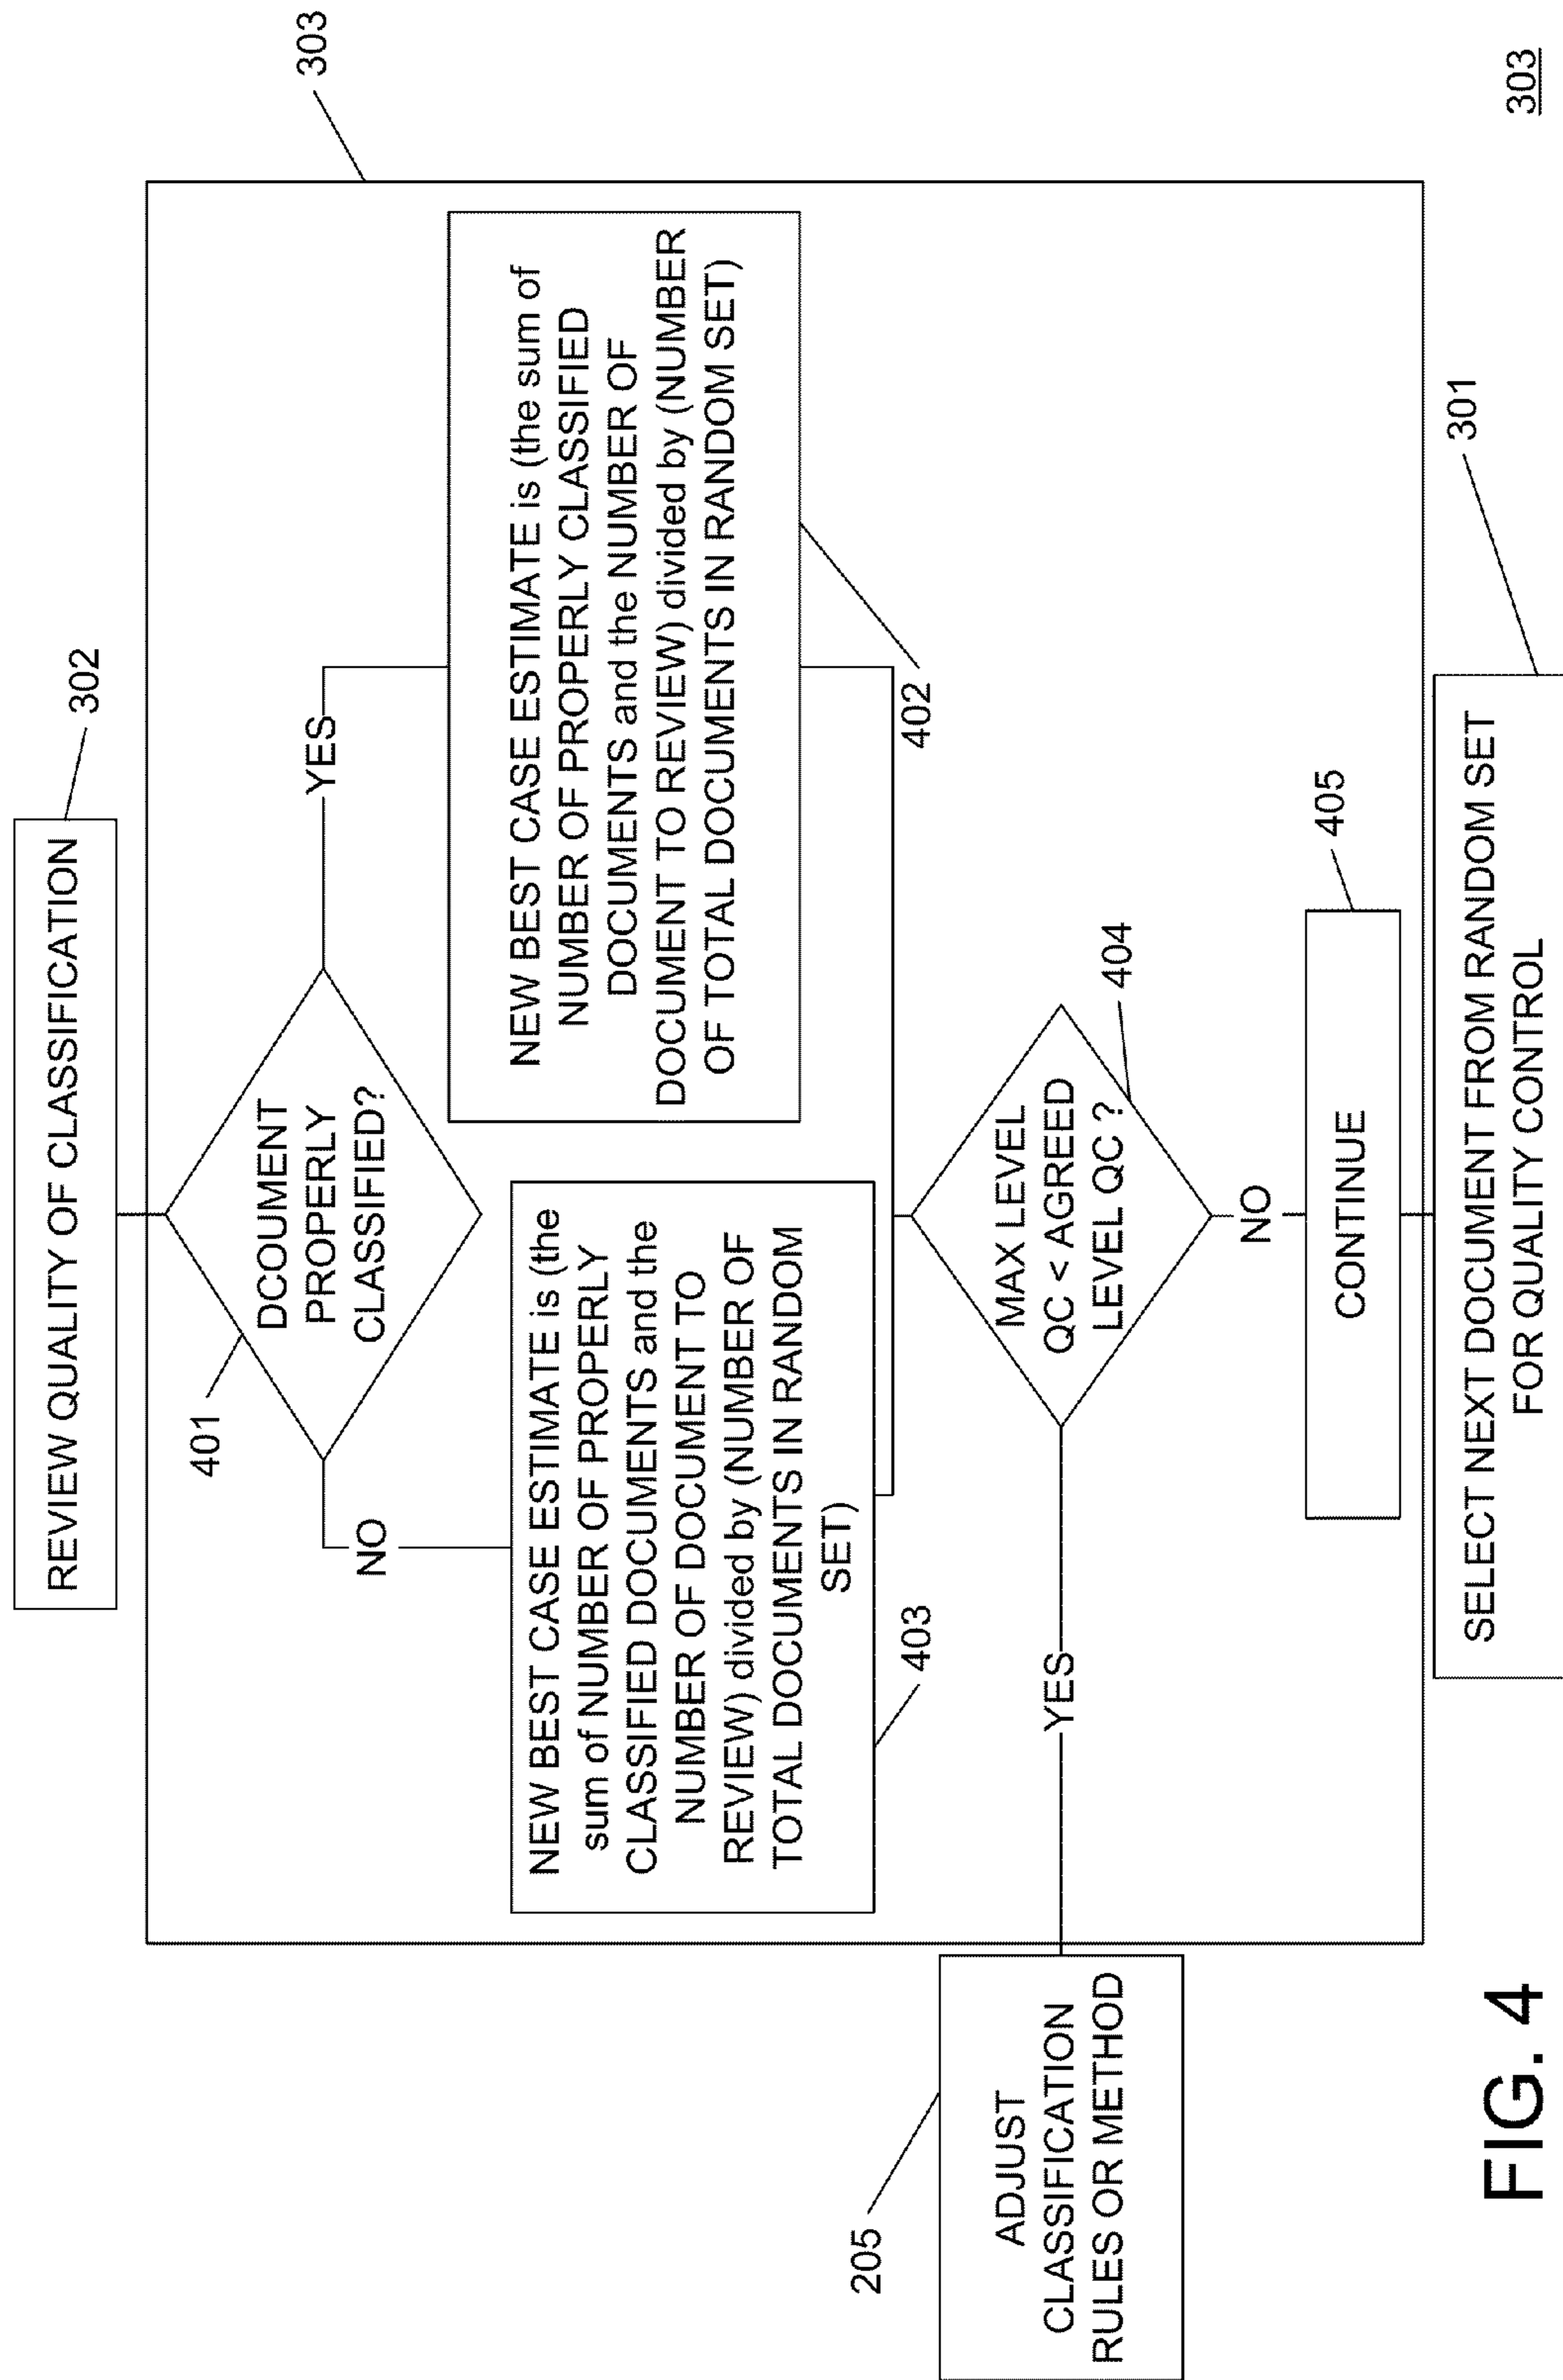 REVIEW QUALITY OF CLASSIFICATION
302
303
401
DCOUMENT
PROPERLY
CLASSIFIED?
NO
YES
NEW BEST CASE ESTIMATE is (the
sum of NUMBER OF PROPERLY
CLASSIFIED DOCUMENTS and the
NUMBER OF DOCUMENT TO
REVIEW) divided by (NUMBER OF
TOTAL DOCUMENTS IN RANDOM
SET)
403
NEW BEST CASE ESTIMATE is (the sum of
NUMBER OF PROPERLY CLASSIFIED
DOCUMENTS and the NUMBER OF
DOCUMENT TO REVIEW) divided by (NUMBER
OF TOTAL DOCUMENTS IN RANDOM SET)
402
205
ADJUST
CLASSIFICATION
RULES OR METHOD
YES
MAX LEVEL
QC < AGREED
LEVEL QC ?
404
NO
CONTINUE
405
SELECT NEXT DOCUMENT FROM RANDOM SET
FOR QUALITY CONTROL
301
FIG. 4
303